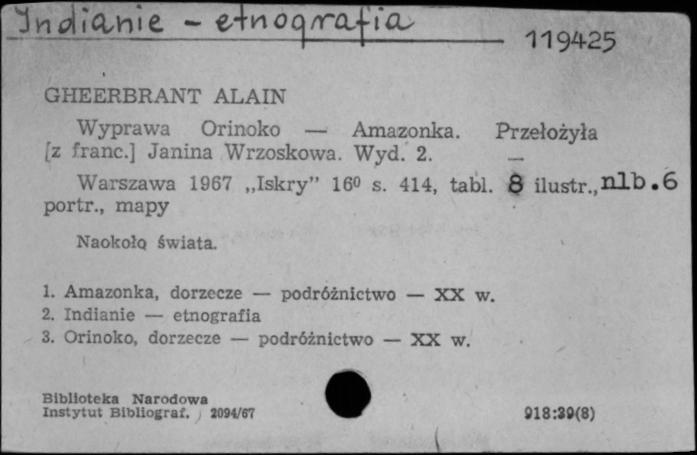 Indianie - etnografia
119425
GHEERBRANT ALAIN
Wyprawa Orinoko — Amazonka. Przełożyła
[z franc.] Janina Wrzoskowa. Wyd. 2.
Warszawa 1967 „Iskry” 16⁰ s. 414, tabl. 8 ilustr., nlb.6
portr., mapy
Naokoło świata.
1. Amazonka, dorzecze — podróżnictwo — XX w.
2. Indianie — etnografia
3. Orinoko, dorzecze — podróżnictwo — XX w.
Biblioteka Narodowa
Instytut Bibliograf. 2094/67
918:39(8)